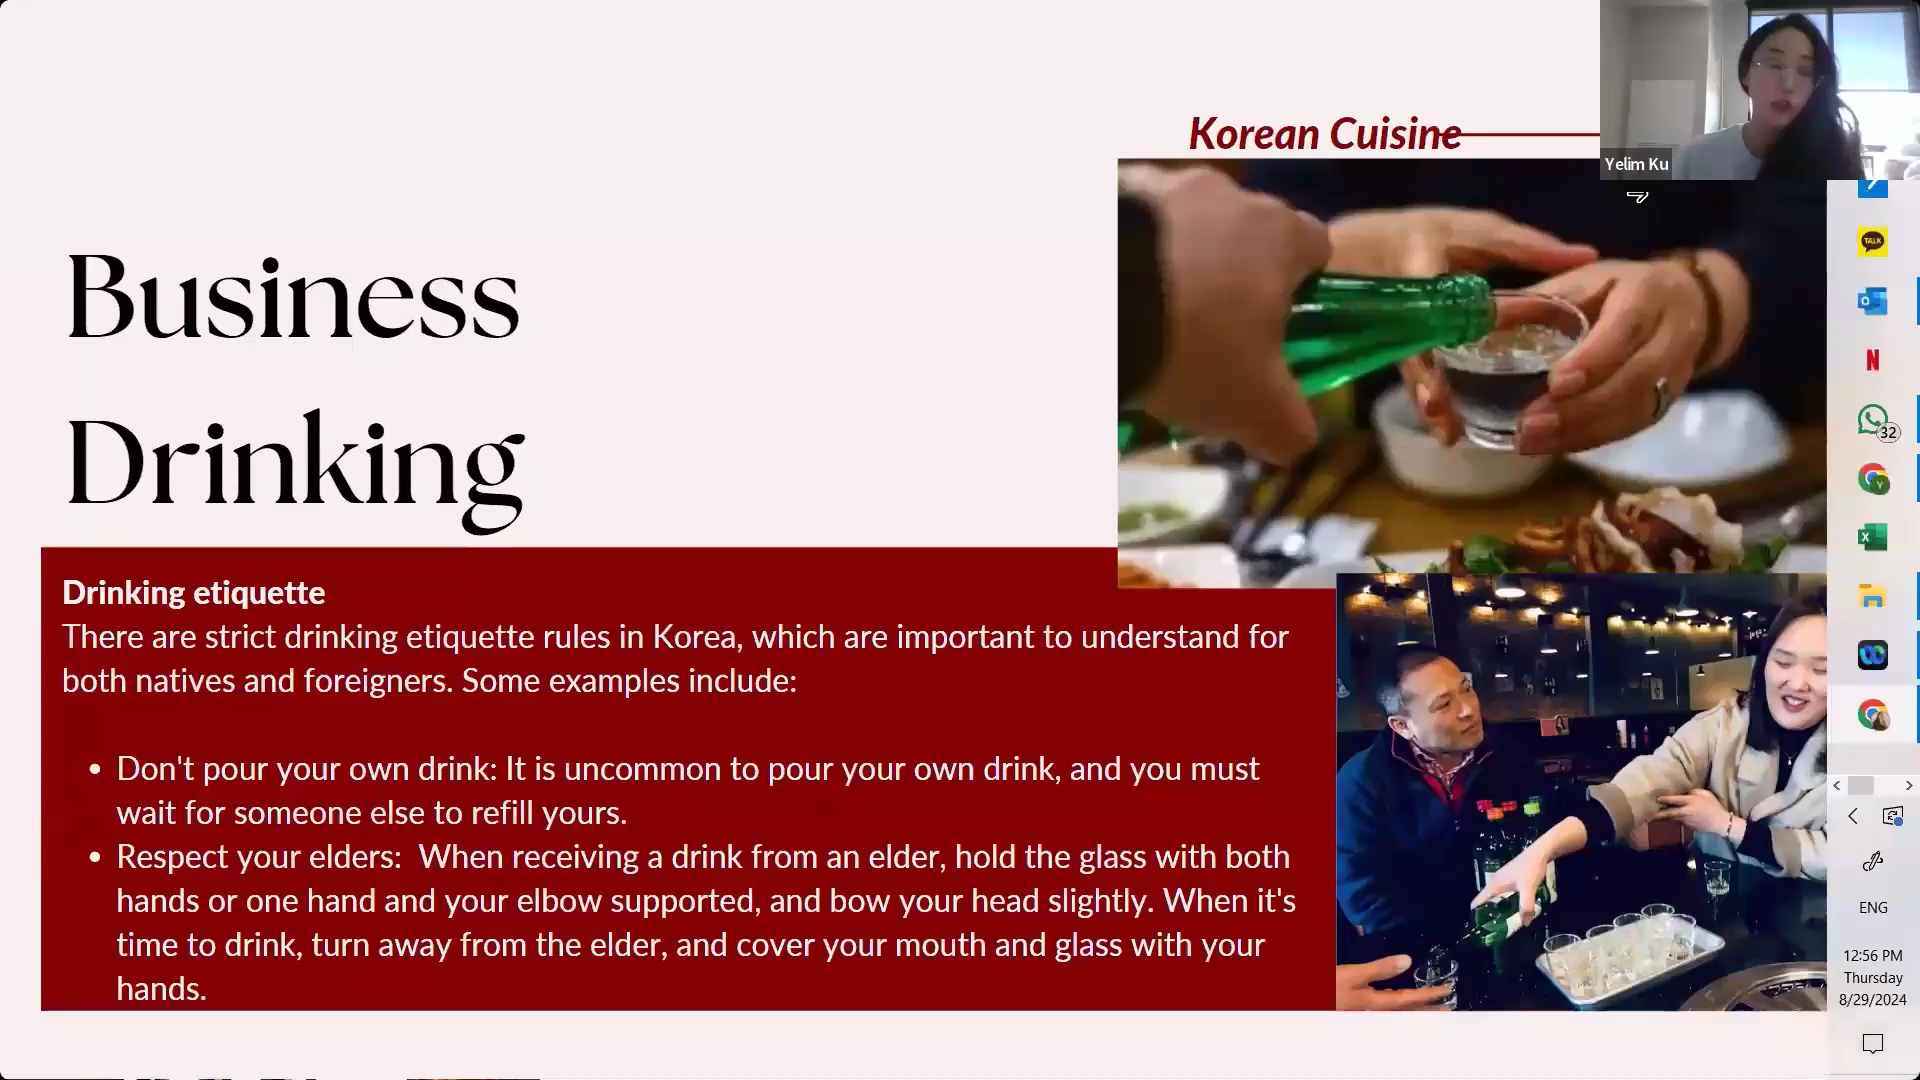 Korean Cuisine
Yelim Ku
Business
Drinking
Drinking etiquette
There are strict drinking etiquette rules in Korea, which are important to understand for
both natives and foreigners. Some examples include:
• Don't pour your own drink: It is uncommon to pour your own drink, and you must
wait for someone else to refill yours.
• Respect your elders:  When receiving a drink from an elder, hold the glass with both
hands or one hand and your elbow supported, and bow your head slightly. When it's
time to drink, turn away from the elder, and cover your mouth and glass with your
hands.
TALK
O
N
32
Y
X
ENG
12:56 PM
Thursday
8/29/2024